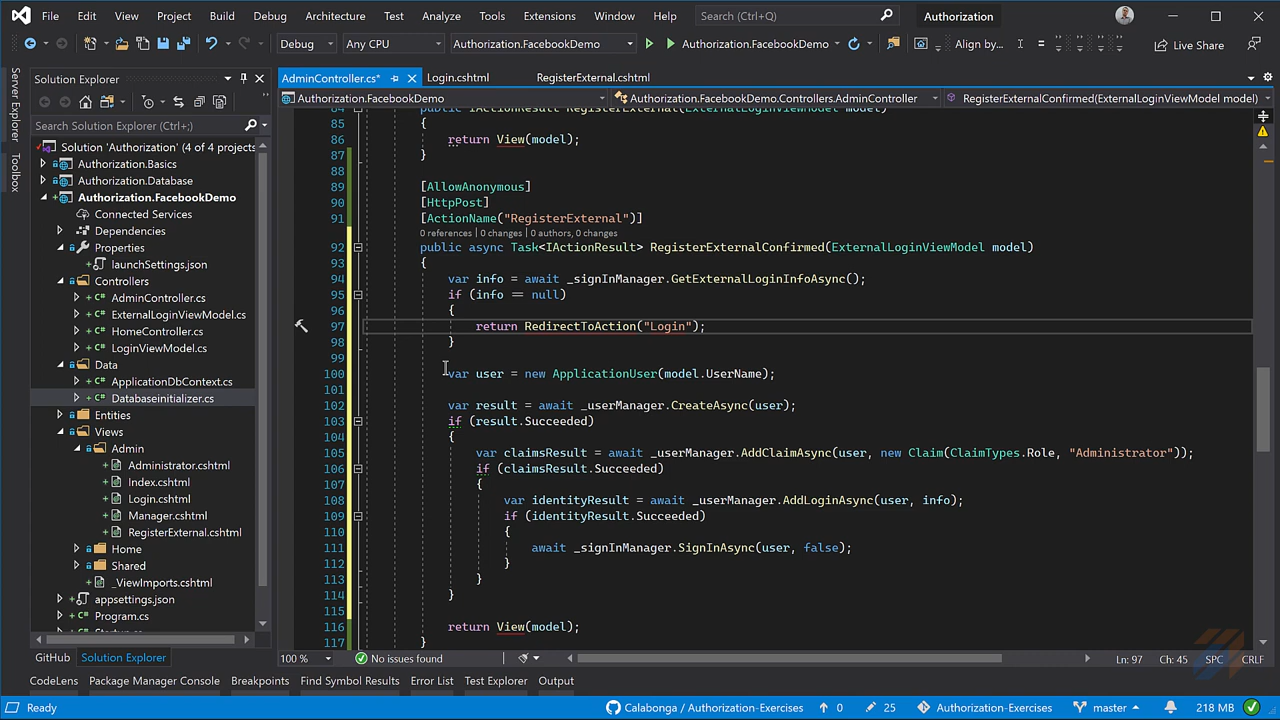 File Edit View Project Build Debug Architecture Test Analyze Tools Extensions Window Help Search (Ctrl+Q) Authorization
Debug Any CPU Authorization.FacebookDemo Authorization.FacebookDemo Align by... Live Share
Server Explorer
Toolbox
Solution Explorer
Search Solution Explorer (Ctrl+;)
Solution 'Authorization' (4 of 4 projects
Authorization.Basics
Authorization.Database
Authorization.FacebookDemo
Connected Services
Dependencies
Properties
launchSettings.json
Controllers
AdminController.cs
ExternalLoginViewModel.cs
HomeController.cs
LoginViewModel.cs
Data
ApplicationDbContext.cs
Databaseinitializer.cs
Entities
Views
Admin
Administrator.cshtml
Index.cshtml
Login.cshtml
Manager.cshtml
RegisterExternal.cshtml
Home
Shared
_ViewImports.cshtml
appsettings.json
Program.cs
GitHub Solution Explorer
AdminController.cs* Login.cshtml RegisterExternal.cshtml
Authorization.FacebookDemo Authorization.FacebookDemo.Controllers.AdminController RegisterExternalConfirmed(ExternalLoginViewModel model)
84 public IActionResult RegisterExternal(ExternalLoginViewModel model)
85 {
86 return View(model);
87 }
88
89 [AllowAnonymous]
90 [HttpPost]
91 [ActionName("RegisterExternal")]
0 references | 0 changes | 0 authors, 0 changes
92 public async Task<IActionResult> RegisterExternalConfirmed(ExternalLoginViewModel model)
93 {
94 var info = await _signInManager.GetExternalLoginInfoAsync();
95 if (info == null)
96 {
97 return RedirectToAction("Login");
98 }
99
100 var user = new ApplicationUser(model.UserName);
101
102 var result = await _userManager.CreateAsync(user);
103 if (result.Succeeded)
104 {
105 var claimsResult = await _userManager.AddClaimAsync(user, new Claim(ClaimTypes.Role, "Administrator"));
106 if (claimsResult.Succeeded)
107 {
108 var identityResult = await _userManager.AddLoginAsync(user, info);
109 if (identityResult.Succeeded)
110 {
111 await _signInManager.SignInAsync(user, false);
112 }
113 }
114 }
115
116 return View(model);
117 }
100 % No issues found Ln: 97 Ch: 45 SPC CRLF
CodeLens Package Manager Console Breakpoints Find Symbol Results Error List Test Explorer Output
Ready Calabonga / Authorization-Exercises 0 25 Authorization-Exercises master 218 MB